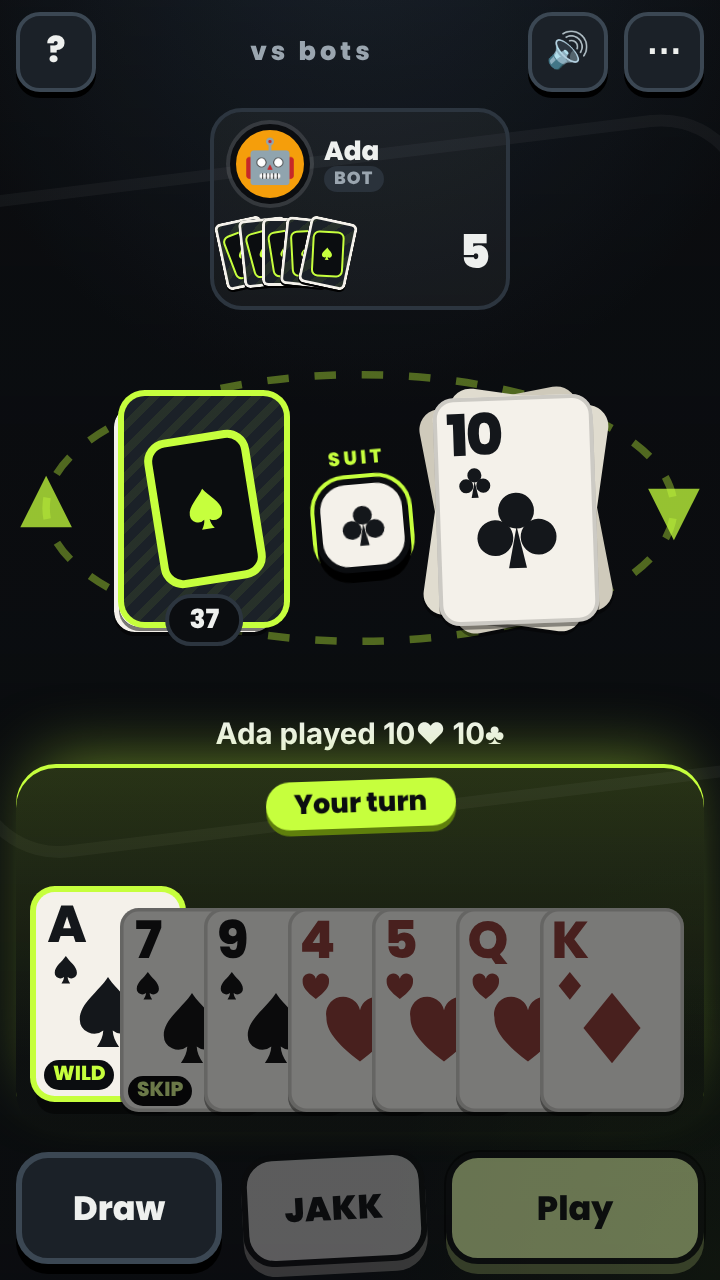 ?
vs bots
...
Ada
BOT
5
SUIT
10
37
Ada played 10♥ 10♣
Your turn
A
WILD
7
SKIP
9
4
5
Q
K
Draw
JAKK
Play